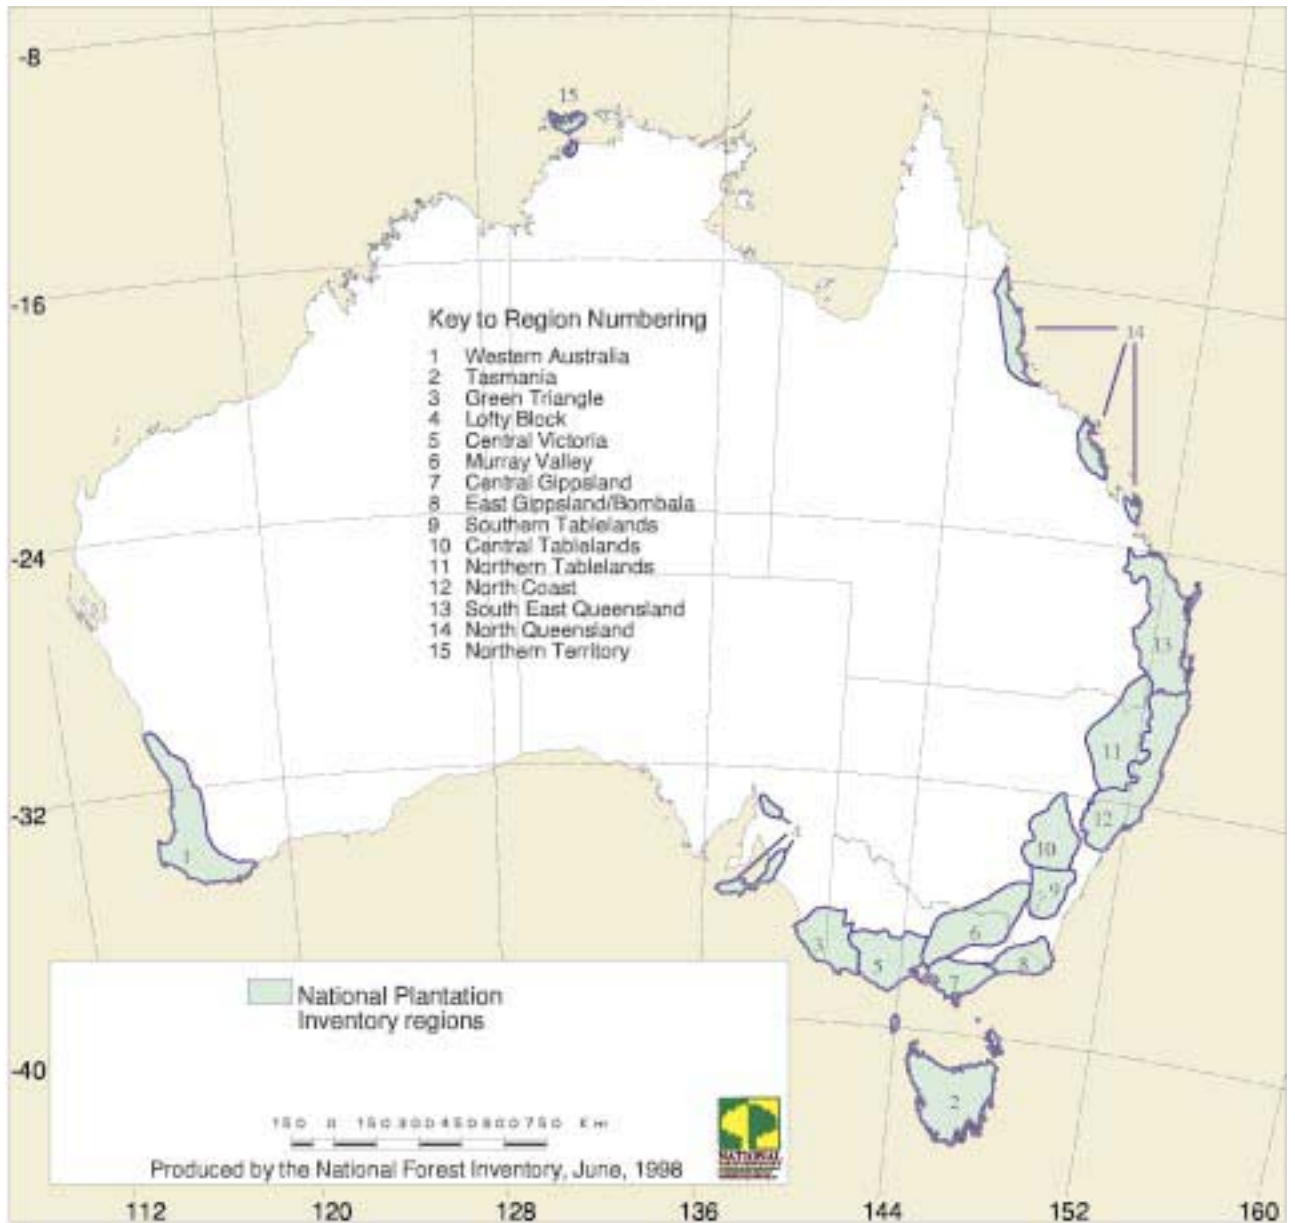 -8
15
-16
14
Key to Region Numbering
1 Western Australia
2 Tasmania
3 Green Triangle
4 Lofty Block
5 Central Victoria
6 Murray Valley
7 Central Gippsland
8 East Gippsland/Bombala
9 Southern Tablelands
10 Central Tablelands
11 Northern Tablelands
12 North Coast
13 South East Queensland
14 North Queensland
15 Northern Territory
-24
13
11
-32
12
4
10
1
9
6
3
5
8
7
National Plantation
Inventory regions
-40
2
150 0 150 300 450 600 750 Km
NATIONAL
Produced by the National Forest Inventory, June, 1998
112 120 128 136 144 152 160